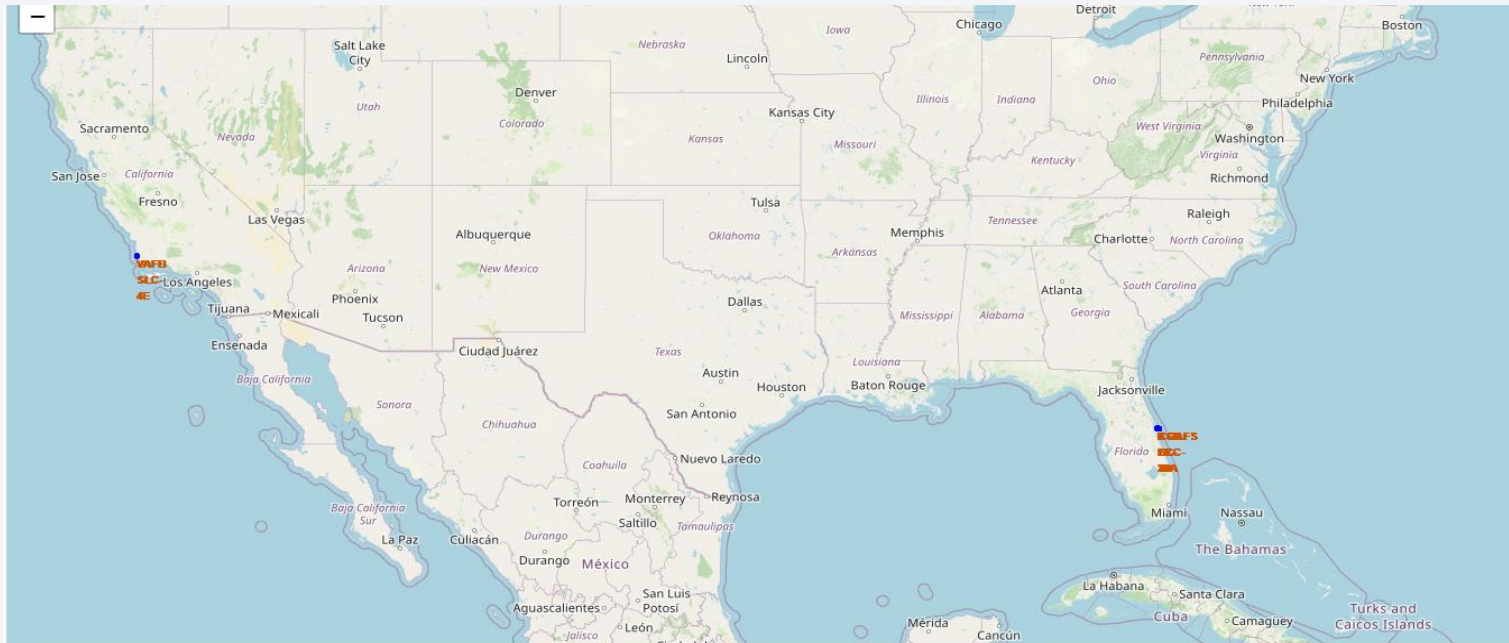 −
Detroit
Chicago
Boston
Iowa
Nebraska
Salt Lake
City
Lincoln
Pennsylvania
New York
Ohio
Denver
Illinois
Indiana
Philadelphia
Utah
Kansas City
Colorado
Sacramento
Nevada
West Virginia
Washington
Kansas
Missouri
Virginia
Kentucky
San Jose
California
Richmond
Fresno
Las Vegas
Tulsa
Raleigh
Tennessee
Albuquerque
Oklahoma
Memphis
Charlotte
North Carolina
Arkansas
VAFB
SLC-
4E
Arizona
New Mexico
Los Angeles
South Carolina
Atlanta
Phoenix
Dallas
Tijuana
Mexicali
Tucson
Mississippi
Alabama
Georgia
Ensenada
Ciudad Juárez
Texas
Louisiana
Baja California
Austin
Houston
Baton Rouge
Jacksonville
Sonora
San Antonio
Chihuahua
Florida
Nuevo Laredo
Coahuila
Torreón
Monterrey
Reynosa
Baja California
Sur
Saltillo
Tamaulipas
Miami
Nassau
La Paz
Culiacán
Durango
The Bahamas
Durango
México
La Habana
Santa Clara
San Luis
Potosí
Aguascalientes
Turks and
Caicos Islands
León
Cuba
Camagüey
Jalisco
Mérida
Cancún